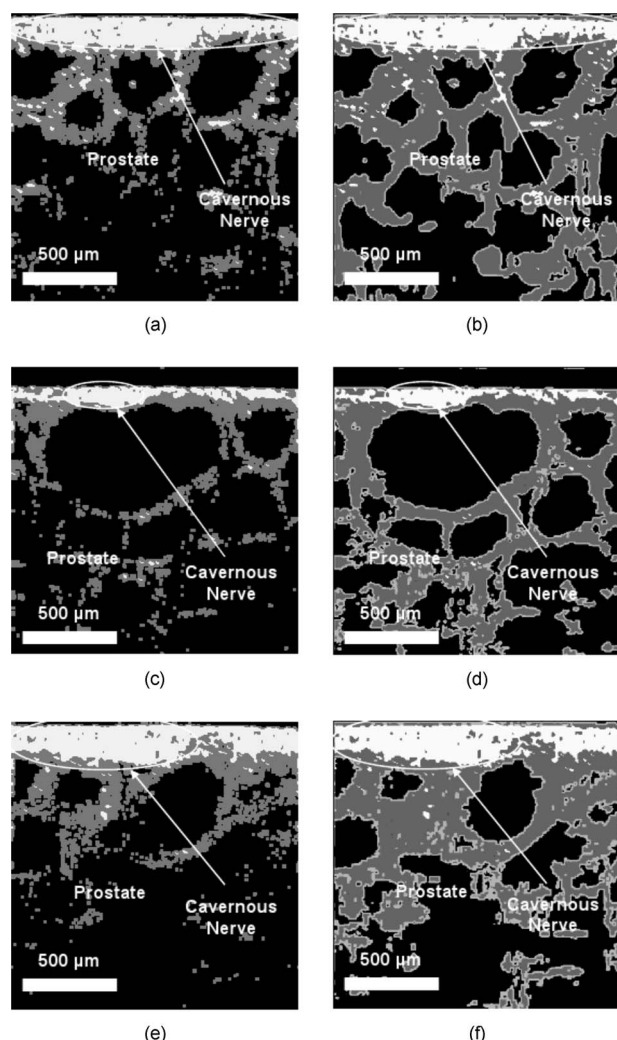 Prostate
Cavernous
Nerve
500 µm
(a)
Prostate
Cavernous
Nerve
500 µm
(b)
Prostate
Cavernous
Nerve
500 µm
(c)
Prostate
Cavernous
Nerve
500 µm
(d)
Prostate
Cavernous
Nerve
500 µm
(e)
Prostate
Cavernous
Nerve
500 µm
(f)